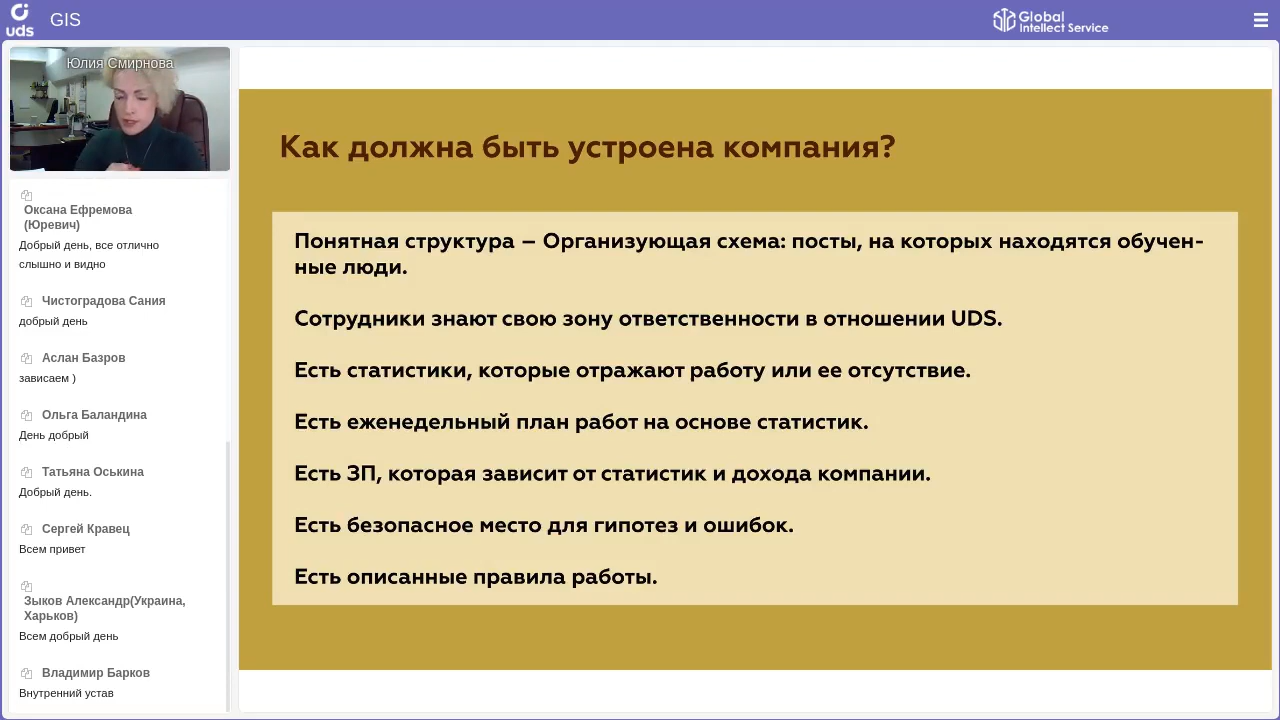 uds
GIS
Global
Intellect Service
Юлия Смирнова
Оксана Ефремова
(Юревич)
Добрый день, все отлично
слышно и видно
Чистоградова Сания
добрый день
Аслан Базров
зависаем )
Ольга Баландина
День добрый
Татьяна Оськина
Добрый день.
Сергей Кравец
Всем привет
Зыков Александр(Украина,
Харьков)
Всем добрый день
Владимир Барков
Внутренний устав
Как должна быть устроена компания?
Понятная структура – Организующая схема: посты, на которых находятся обучен-
ные люди.
Сотрудники знают свою зону ответственности в отношении UDS.
Есть статистики, которые отражают работу или ее отсутствие.
Есть еженедельный план работ на основе статистик.
Есть ЗП, которая зависит от статистик и дохода компании.
Есть безопасное место для гипотез и ошибок.
Есть описанные правила работы.